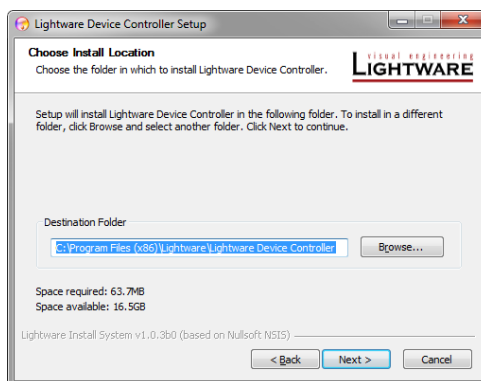 Lightware Device Controller Setup
Choose Install Location
Choose the folder in which to install Lightware Device Controller.
visual engineering
LIGHTWARE
Setup will install Lightware Device Controller in the following folder. To install in a different
folder, click Browse and select another folder. Click Next to continue.
Destination Folder
C:\Program Files (x86)\Lightware\Lightware Device Controller
Browse...
Space required: 63.7MB
Space available: 16.5GB
Lightware Install System v1.0.3b0 (based on Nullsoft NSIS)
< Back
Next >
Cancel